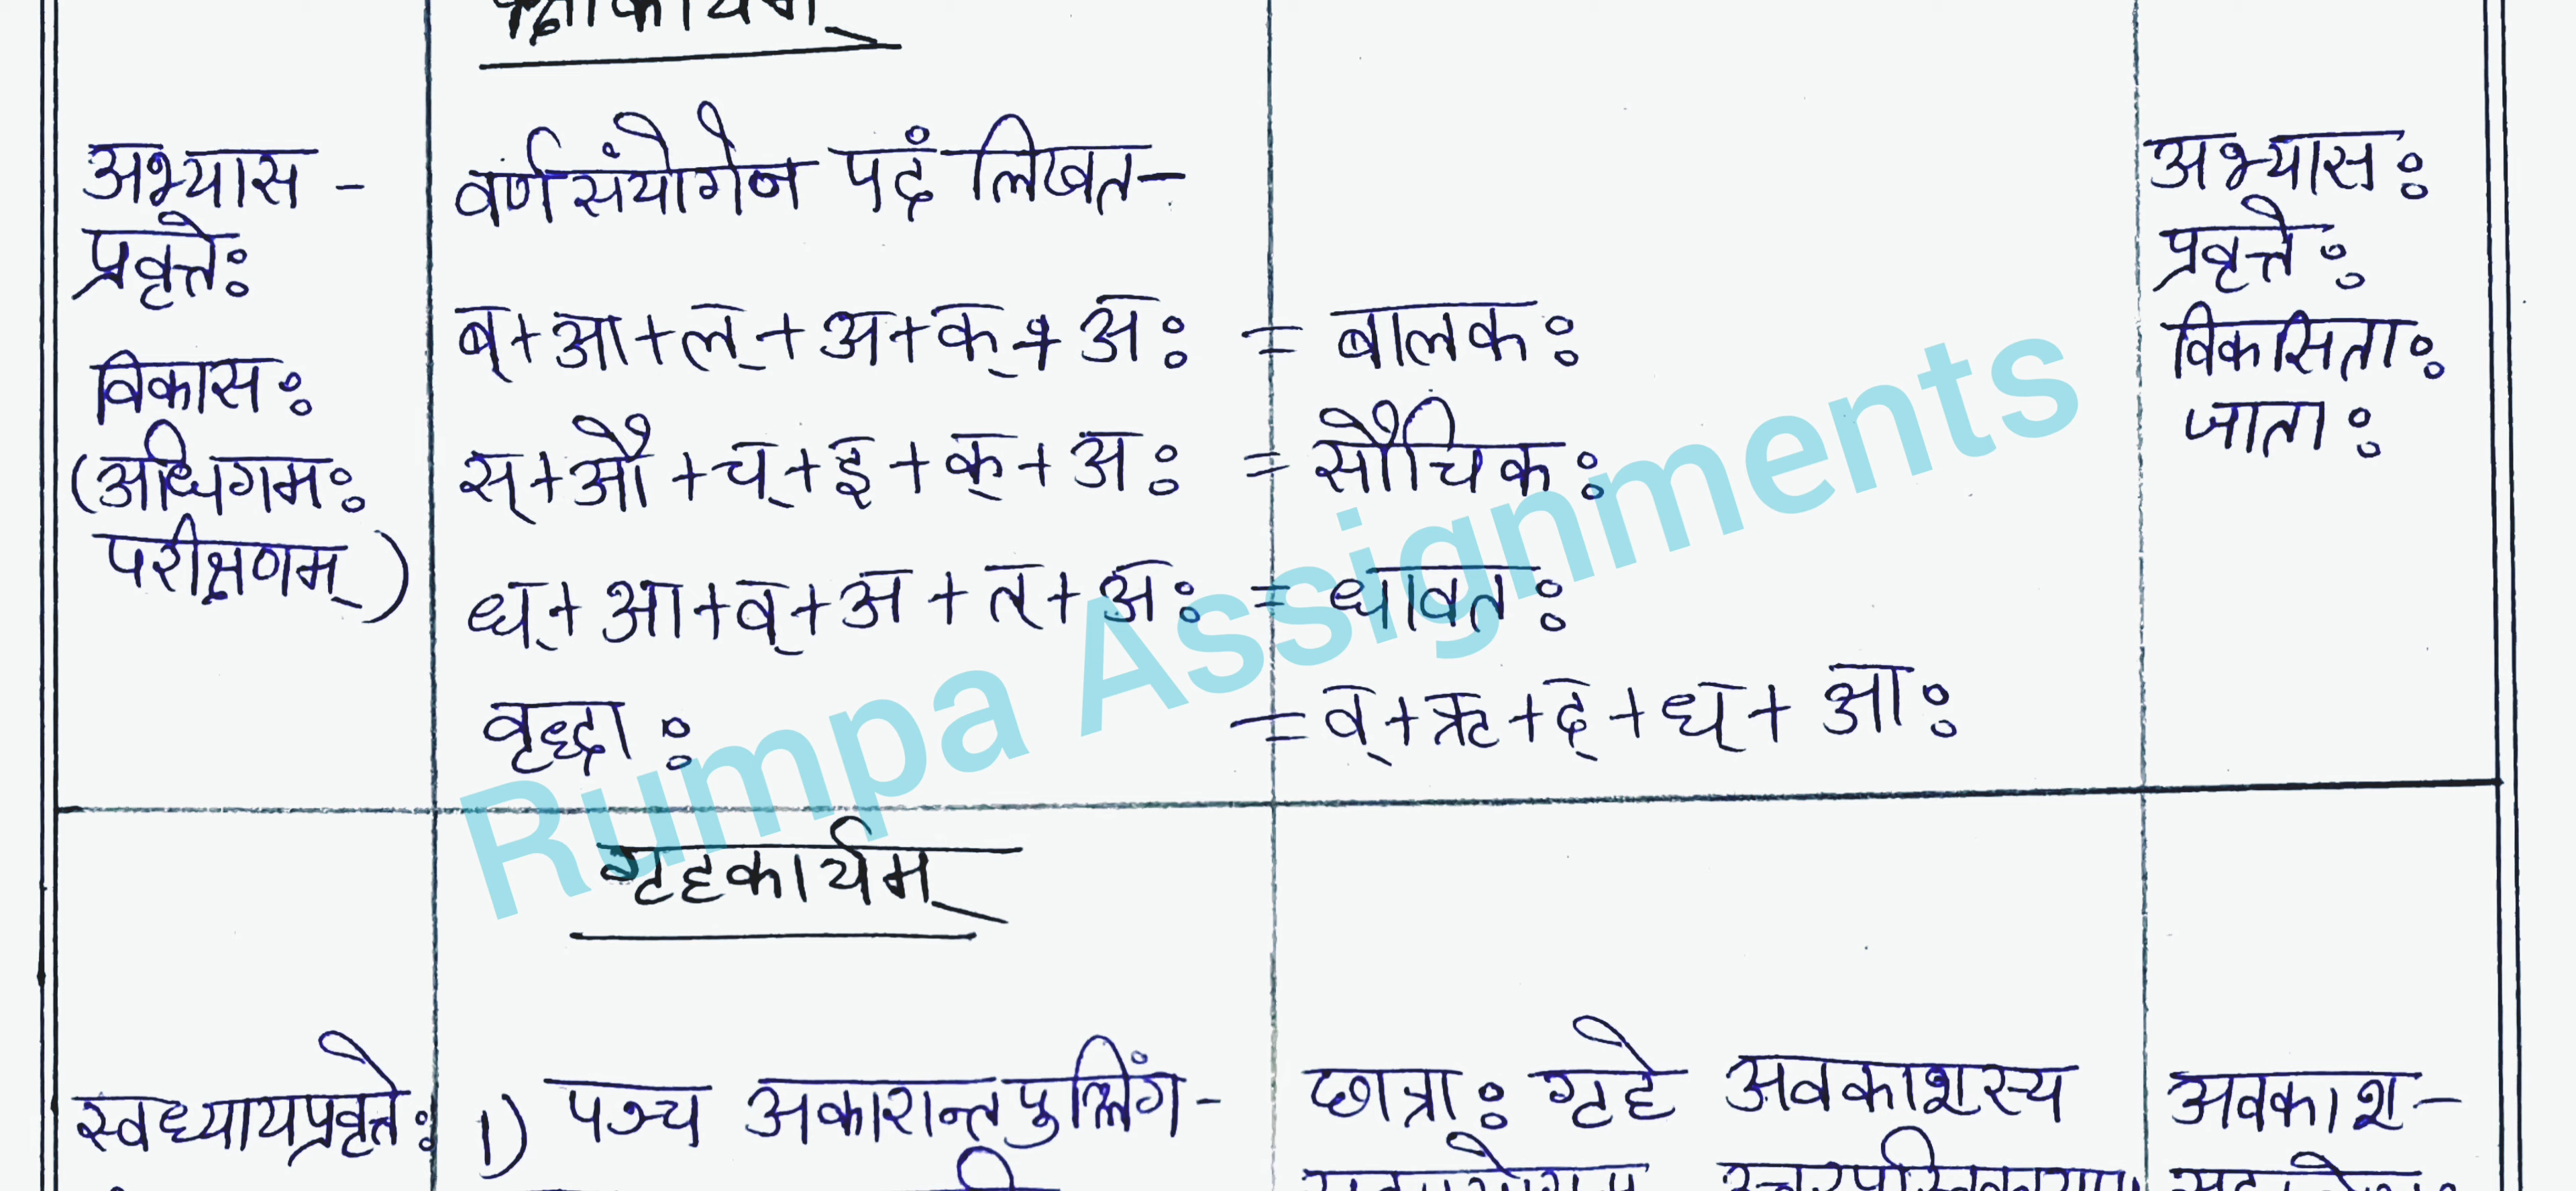 अभ्यास -
प्रवृत्तेः
विकासः
(अधिगमः
परीक्षणम्)
वर्णसंयोगेन पदं लिखत-
ब्+आ+ल्+अ+क्+अः = बालकः
स्+औ+च्+इ+क्+अः = सौचिकः
ध्+आ+व्+अ+त्+अः = धावतः
वृद्धाः = व्+ऋ+द्+ध्+आः
अभ्यासः
प्रवृत्तेः
विकासिताः
जाताः
Rumpa Assignments
गृहकार्यम्
स्वध्यायप्रवृत्तेः
1) पञ्च अकारान्तपुल्लिंग-
छात्राः गृहे अवकाशस्य
अवकाश-